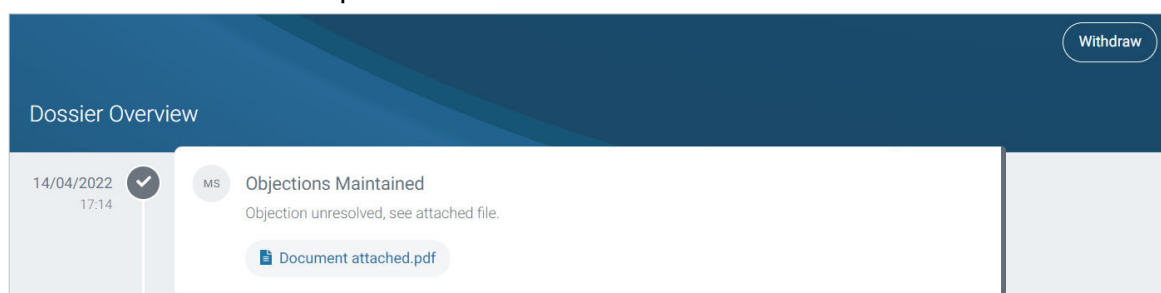 Withdraw
Dossier Overview
14/04/2022
17:14
MS
Objections Maintained
Objection unresolved, see attached file.
Document attached.pdf